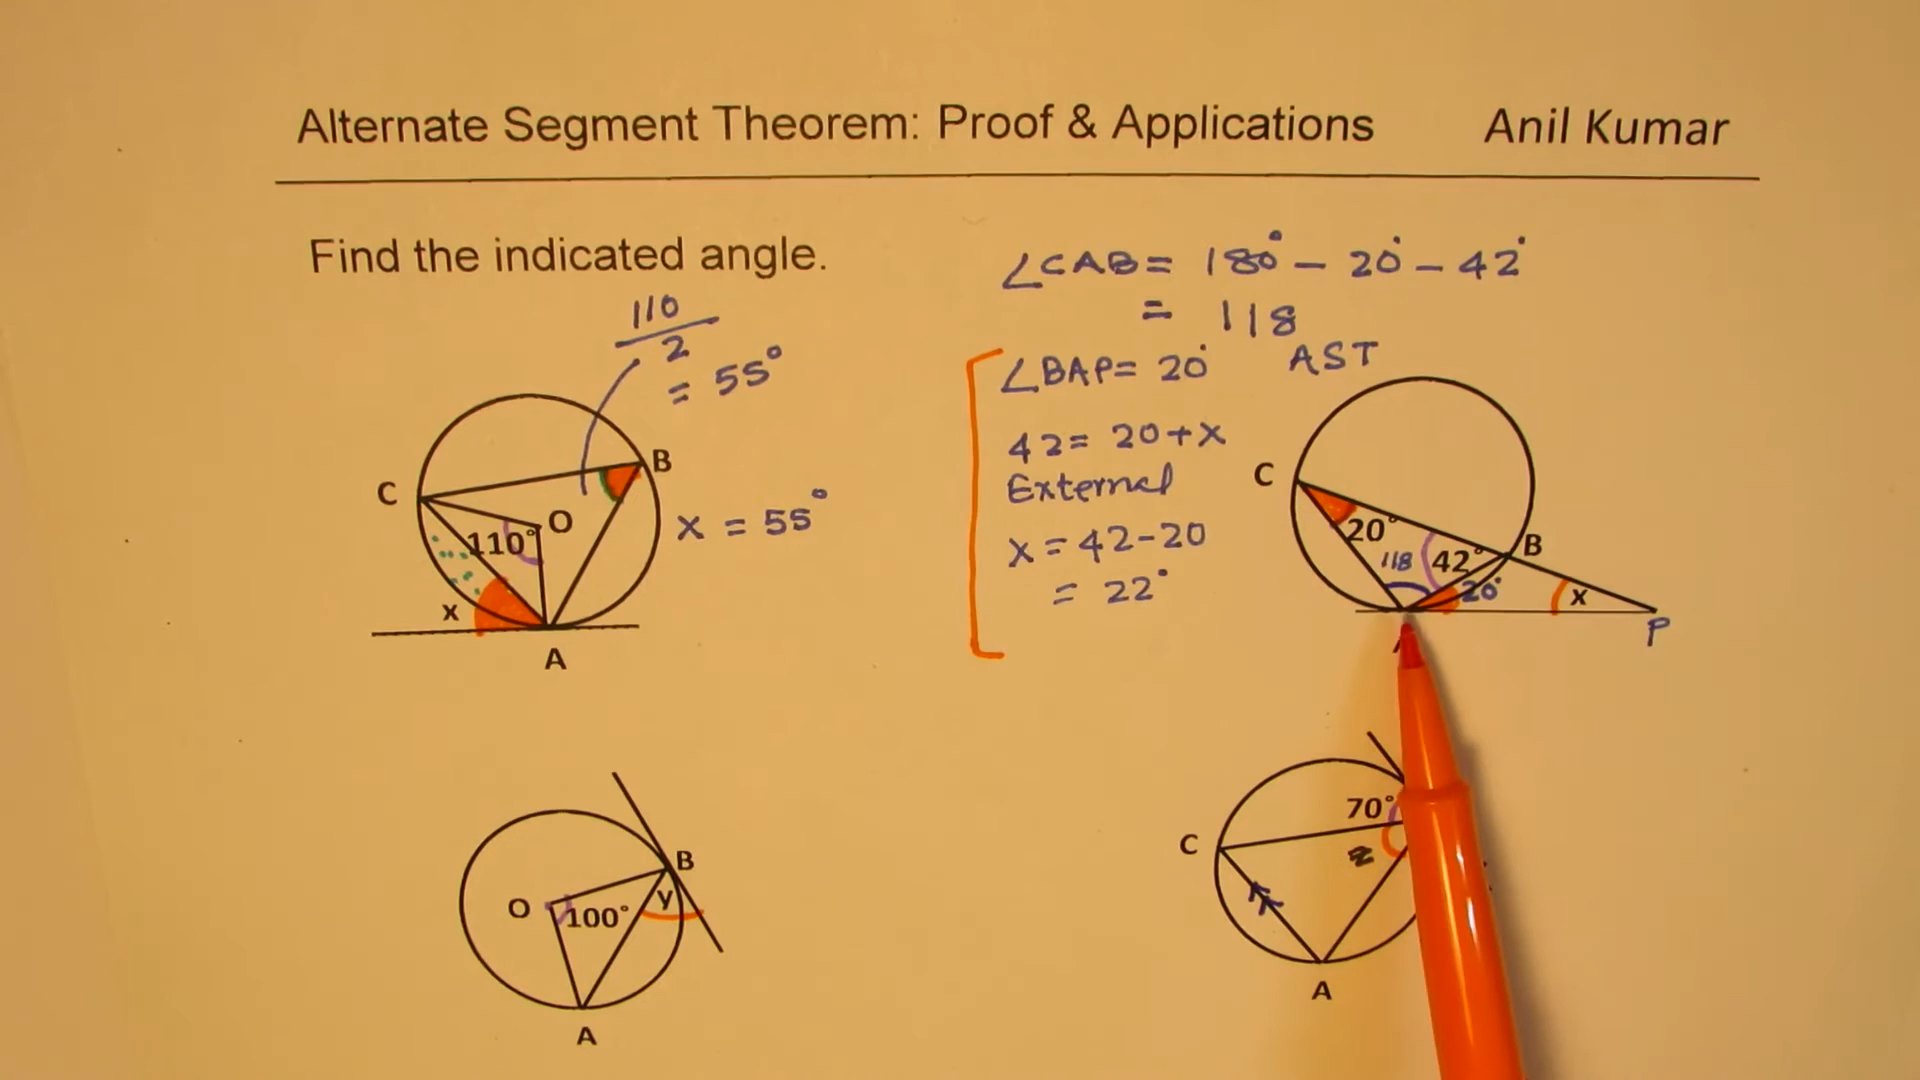 Alternate Segment Theorem: Proof & Applications Anil Kumar
Find the indicated angle.
110
2
= 55°
C
B
O
110°
x
A
x = 55°
∠CAB = 180° - 20° - 42°
= 118
∠BAP = 20° AST
42 = 20 + x
External
x = 42 - 20
= 22°
C
20°
118
42°
B
20°
x
P
O
100°
B
y
A
C
70°
z
A